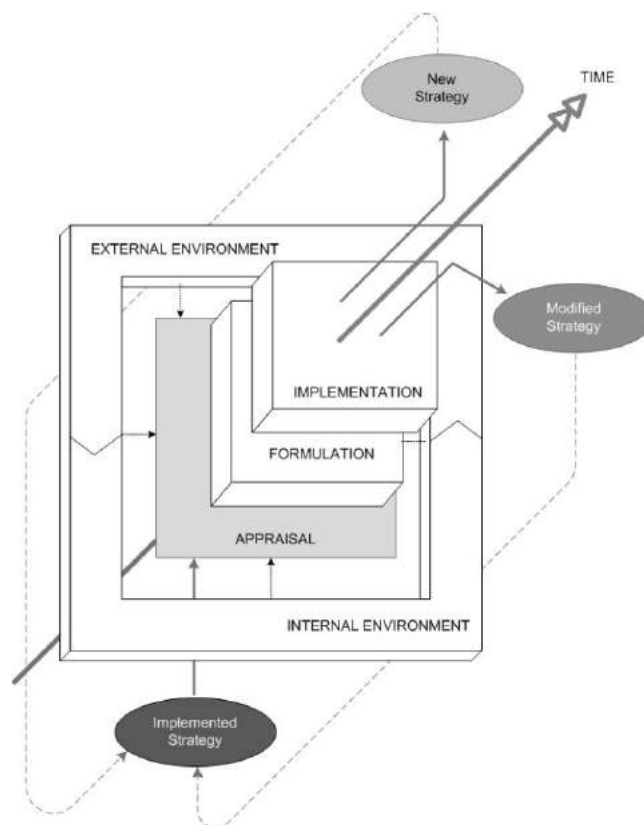 New
Strategy
TIME
EXTERNAL ENVIRONMENT
Modified
Strategy
IMPLEMENTATION
FORMULATION
APPRAISAL
INTERNAL ENVIRONMENT
Implemented
Strategy